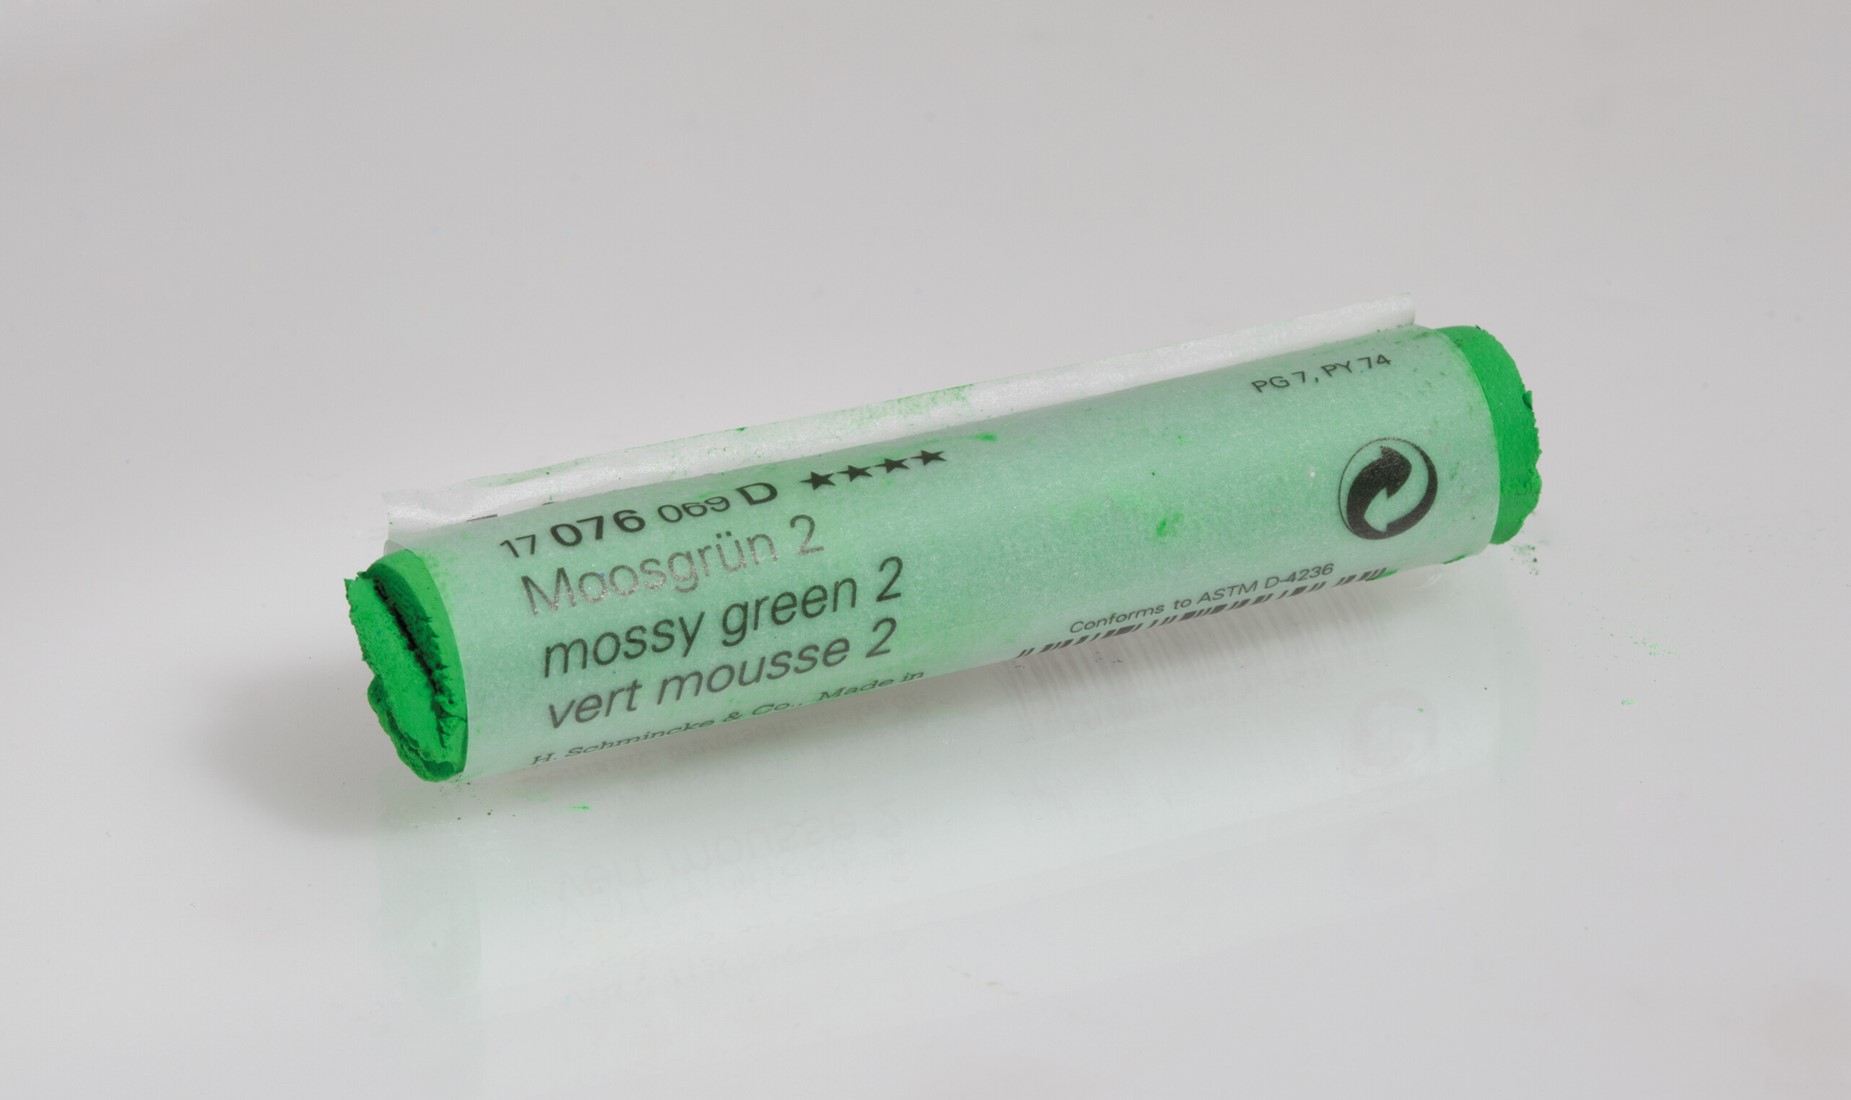 PG 7, PY 74
17 076 069 D ★★★★
Moosgrün 2
mossy green 2
vert mousse 2
H. Schmincke & Co., Made in
Conforms to ASTM D-4236